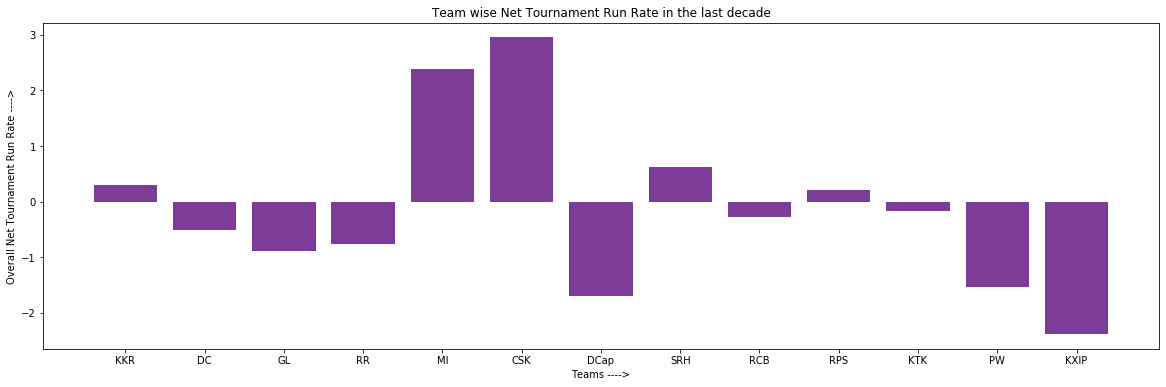 Team wise Net Tournament Run Rate in the last decade
Overall Net Tournament Run Rate ---->
3
2
1
0
−1
−2
KKR DC GL RR MI CSK DCap SRH RCB RPS KTK PW KXIP
Teams ---->